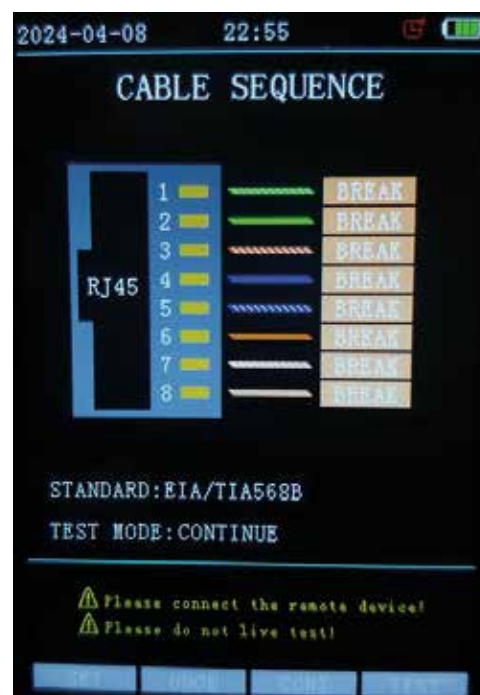 2024-04-08 22:55
CABLE SEQUENCE
RJ45
1 BREAK
2 BREAK
3 BREAK
4 BREAK
5 BREAK
6 BREAK
7 BREAK
8 BREAK
STANDARD:EIA/TIA568B
TEST MODE:CONTINUE
Please connect the remote device!
Please do not live test!